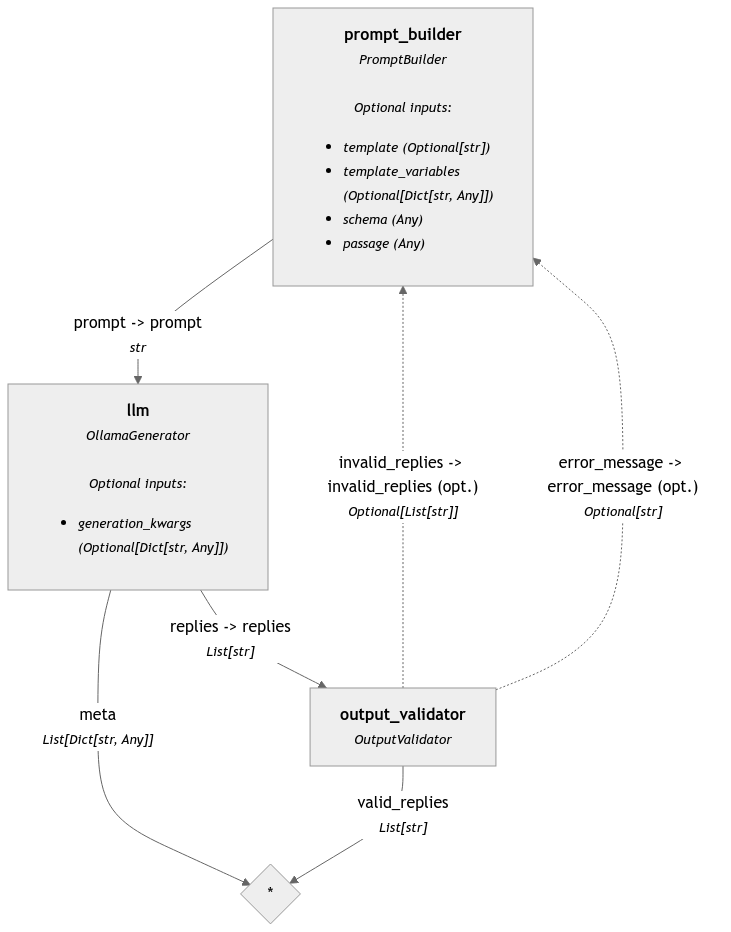 prompt_builder
PromptBuilder
Optional inputs:
• template (Optional[str])
• template_variables
(Optional[Dict[str, Any]])
• schema (Any)
• passage (Any)
prompt -> prompt
str
llm
OllamaGenerator
Optional inputs:
• generation_kwargs
(Optional[Dict[str, Any]])
invalid_replies ->
invalid_replies (opt.)
Optional[List[str]]
error_message ->
error_message (opt.)
Optional[str]
replies -> replies
List[str]
meta
List[Dict[str, Any]]
output_validator
OutputValidator
valid_replies
List[str]
*